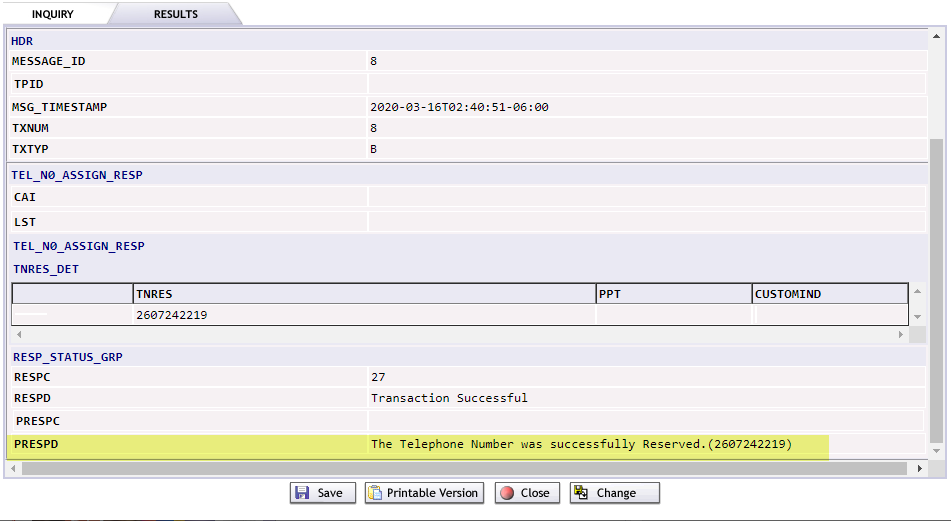 INQUIRY RESULTS
HDR
MESSAGE_ID 8
TPID
MSG_TIMESTAMP 2020-03-16T02:40:51-06:00
TXNUM 8
TXTYP B
TEL_N0_ASSIGN_RESP
CAI
LST
TEL_N0_ASSIGN_RESP
TNRES_DET
TNRES PPT CUSTOMIND
2607242219
RESP_STATUS_GRP
RESPC 27
RESPD Transaction Successful
PRESPC
PRESPD The Telephone Number was successfully Reserved.(2607242219)
Save Printable Version Close Change